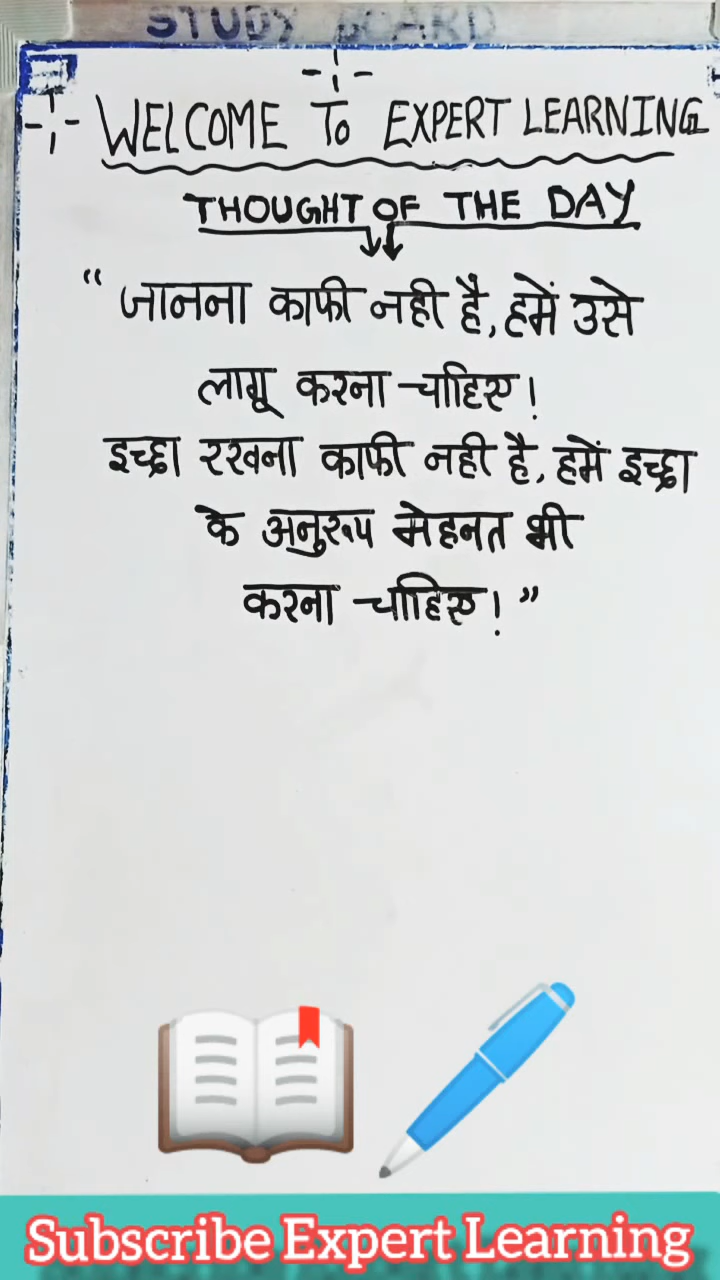 STUDY BOARD
WELCOME TO EXPERT LEARNING
THOUGHT OF THE DAY
“ जानना काफी नही है, हमें उसे
लागू करना चाहिए!
इच्छा रखना काफी नही है, हमें इच्छा
के अनुरूप मेहनत भी
करना चाहिए! ”
Subscribe Expert Learning